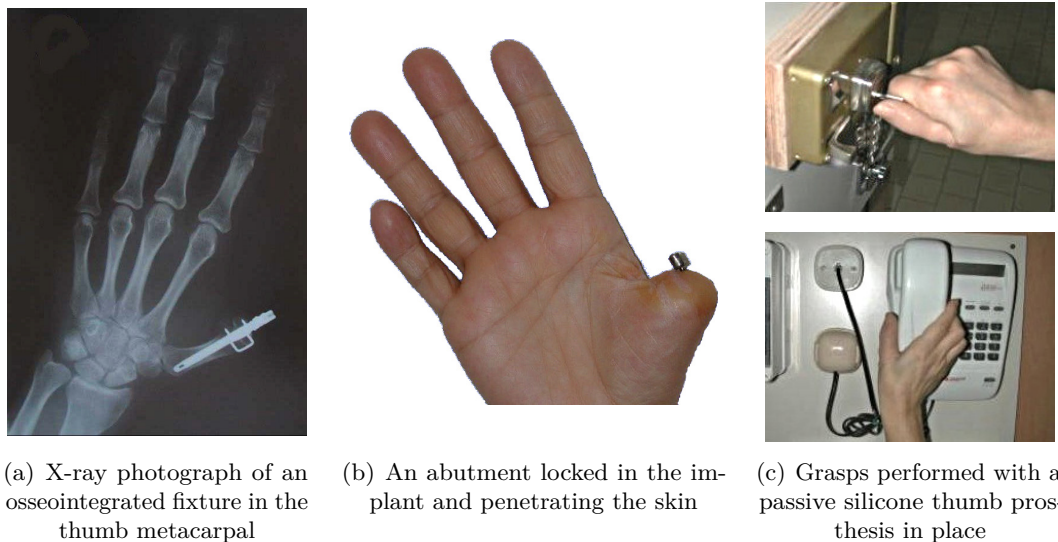 (a) X-ray photograph of an
osseointegrated fixture in the
thumb metacarpal
(b) An abutment locked in the im-
plant and penetrating the skin
(c) Grasps performed with a
passive silicone thumb pros-
thesis in place